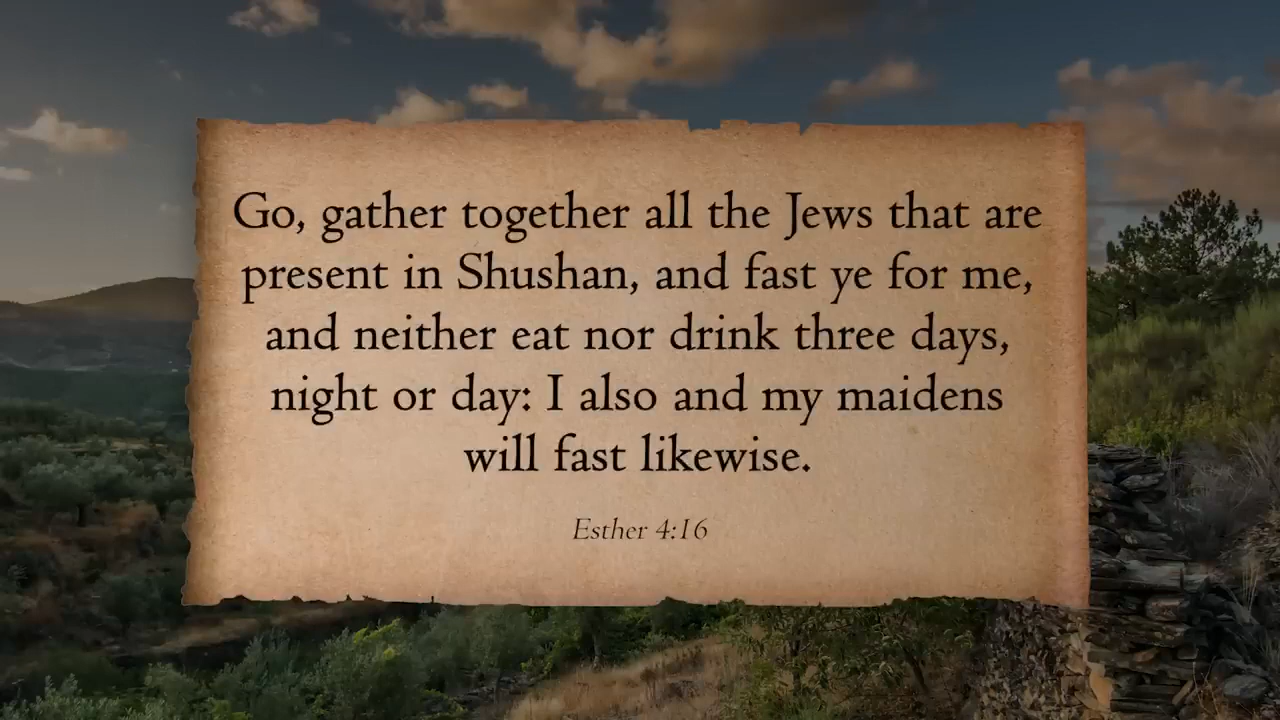 Go, gather together all the Jews that are
present in Shushan, and fast ye for me,
and neither eat nor drink three days,
night or day: I also and my maidens
will fast likewise.
Esther 4:16